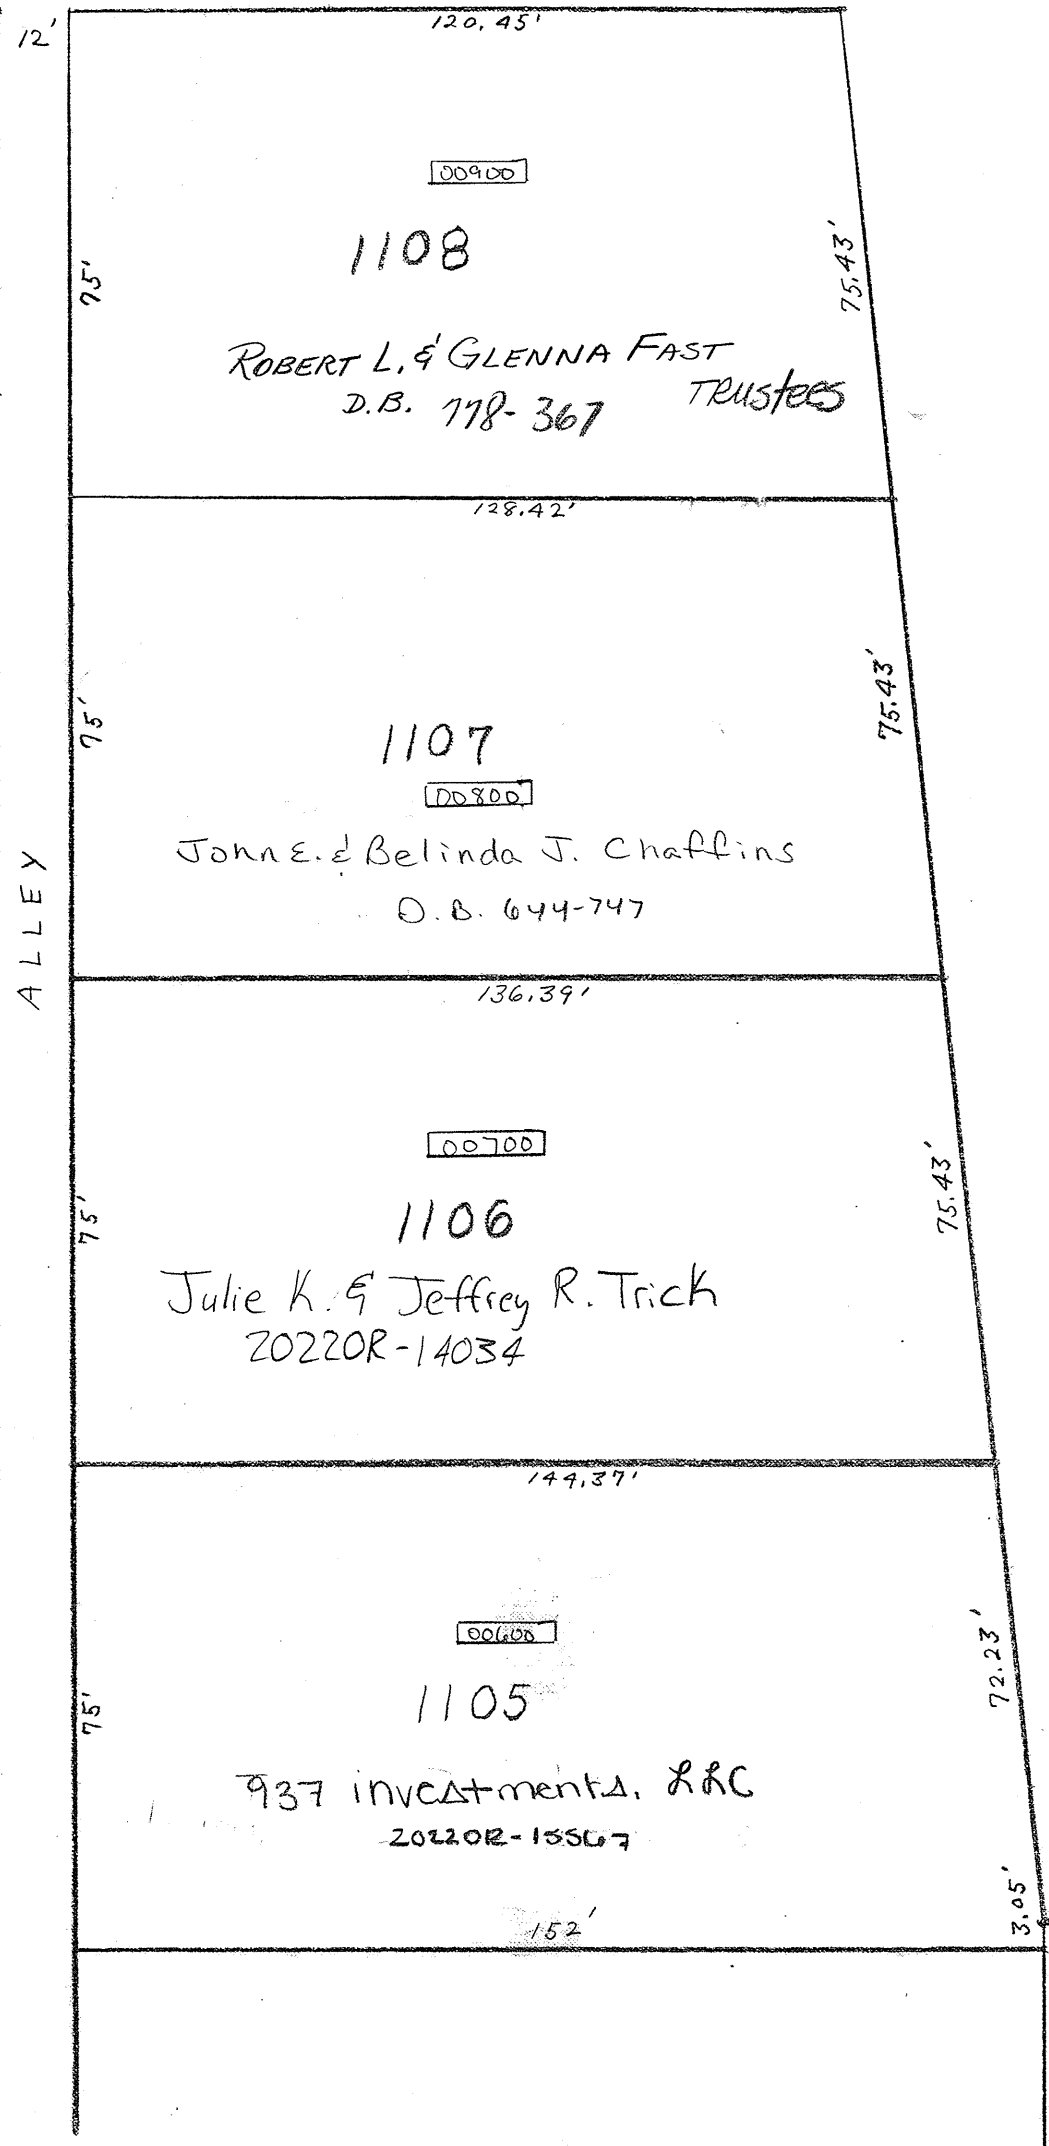 12'
120.45'
00900
1108
75'
75.43'
ROBERT L. & GLENNA FAST
TRUSTEES
D.B. 778-367
128.42'
75'
75.43'
1107
00800
John E. & Belinda J. Chaffins
D.B. 644-747
ALLEY
136.39'
00700
75'
75.43'
1106
Julie K. & Jeffrey R. Trick
2022OR-14034
144.37'
00600
75'
72.23'
1105
937 investments, LLC
2022OR-15567
3.05'
152'